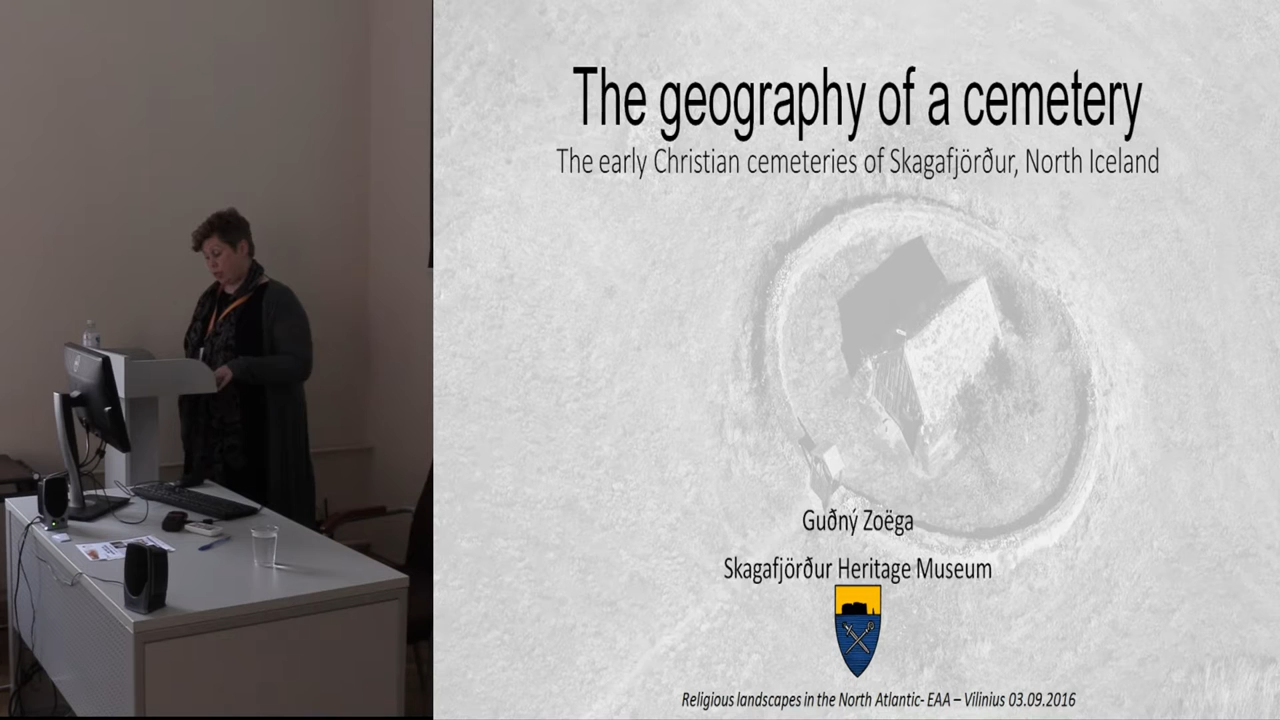 The geography of a cemetery
The early Christian cemeteries of Skagafjörður, North Iceland
Guðný Zoëga
Skagafjörður Heritage Museum
Religious landscapes in the North Atlantic- EAA – Vilinius 03.09.2016